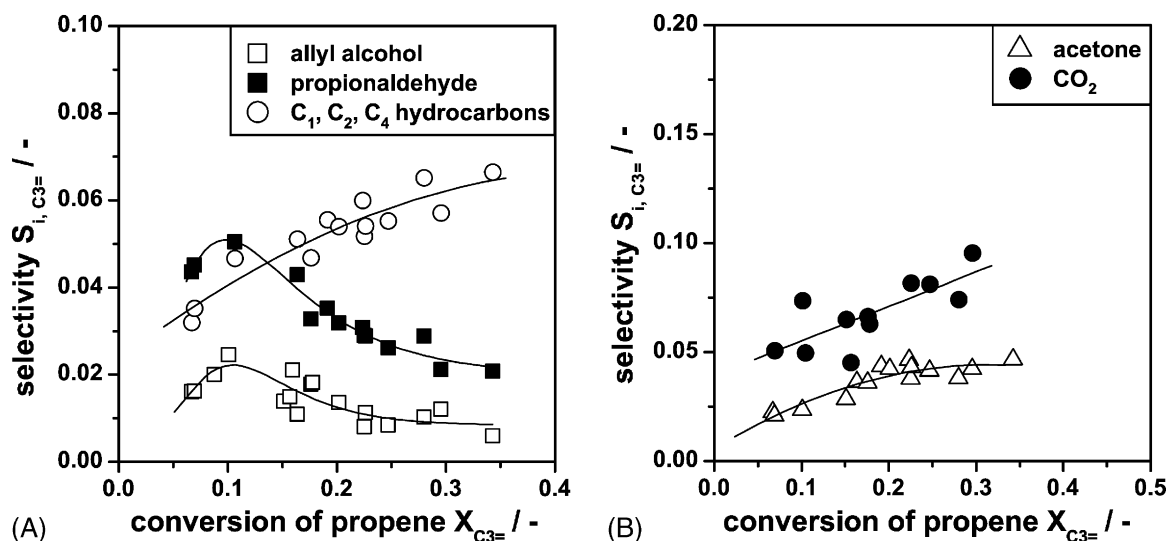 0.10
0.08
0.06
0.04
0.02
0.00
selectivity S i, C3= / -
allyl alcohol
propionaldehyde
C1, C2, C4 hydrocarbons
0.0 0.1 0.2 0.3 0.4
(A) conversion of propene XC3= / -
0.20
0.15
0.10
0.05
0.00
selectivity S i, C3= / -
acetone
CO2
0.0 0.1 0.2 0.3 0.4 0.5
(B) conversion of propene XC3= / -